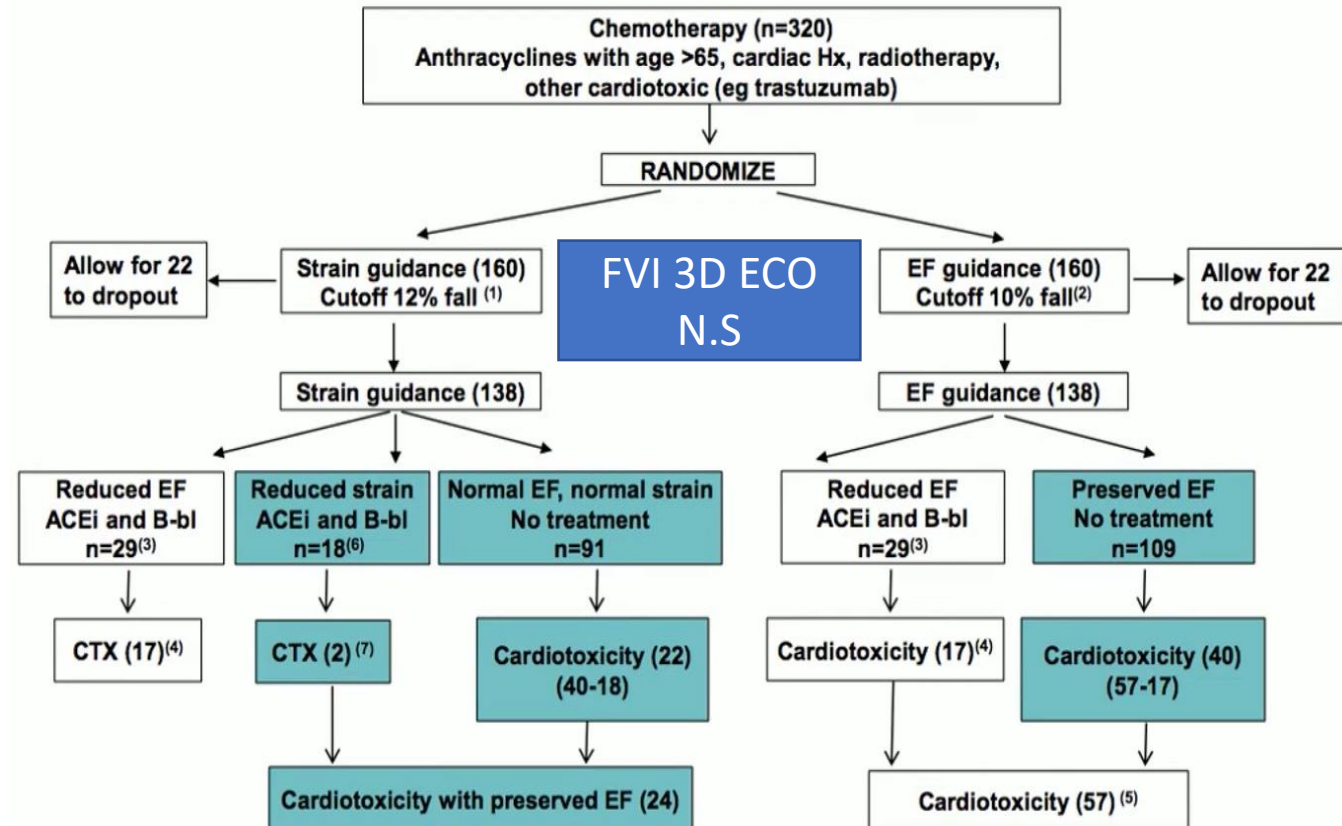 Chemotherapy (n=320)
Anthracyclines with age >65, cardiac Hx, radiotherapy,
other cardiotoxic (eg trastuzumab)
RANDOMIZE
Allow for 22
to dropout
Strain guidance (160)
Cutoff 12% fall (1)
FVI 3D ECO
N.S
EF guidance (160)
Cutoff 10% fall(2)
Allow for 22
to dropout
Strain guidance (138)
EF guidance (138)
Reduced EF
ACEi and B-bl
n=29(3)
Reduced strain
ACEi and B-bl
n=18(6)
Normal EF, normal strain
No treatment
n=91
Reduced EF
ACEi and B-bl
n=29(3)
Preserved EF
No treatment
n=109
CTX (17)(4)
CTX (2) (7)
Cardiotoxicity (22)
(40-18)
Cardiotoxicity (17)(4)
Cardiotoxicity (40)
(57-17)
Cardiotoxicity with preserved EF (24)
Cardiotoxicity (57) (5)